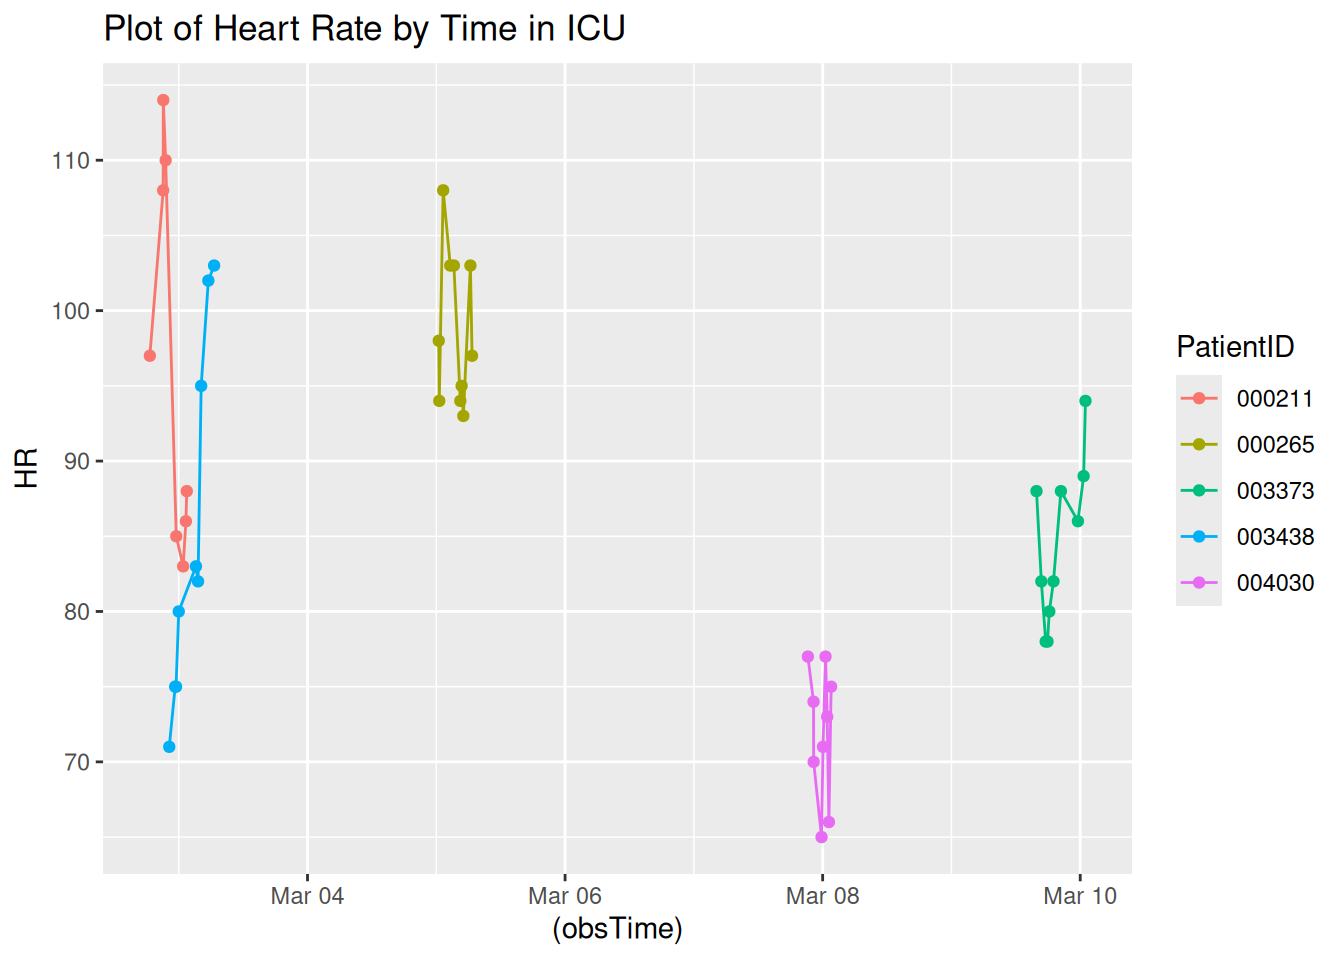 Plot of Heart Rate by Time in ICU
110
100
90
80
70
HR
Mar 04
Mar 06
Mar 08
Mar 10
(obsTime)
PatientID
000211
000265
003373
003438
004030